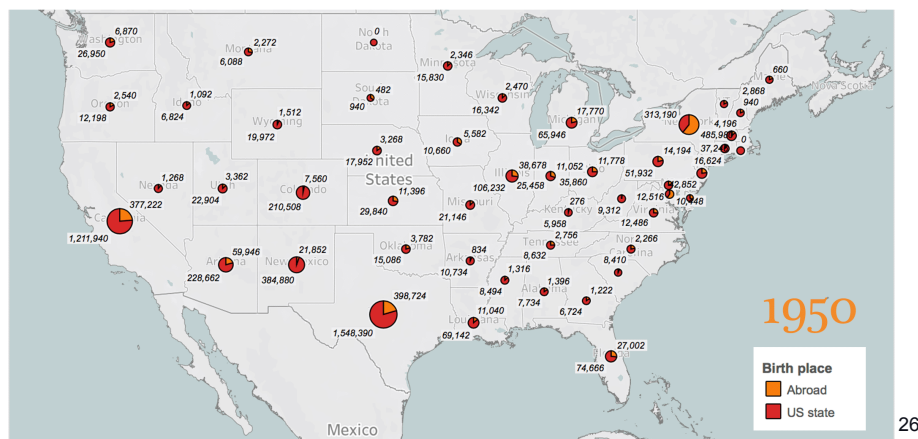 6,870
Washington
26,950
2,272
Montana
6,088
0
North
Dakota
2,346
Minnesota
15,830
660
Maine
Nova Scotia
2,540
Oregon
12,198
1,092
Idaho
6,824
482
South
Dakota
940
2,470
Wisconsin
16,342
17,770
Michigan
65,946
2,868
940
313,190
New York
4,196
0
1,512
Wyoming
19,972
5,582
Iowa
10,660
3,268
17,952
United
States
38,678
Illinois
106,232
11,052
25,458
11,778
35,860
14,194
51,932
16,624
1,268
Nevada
3,362
Utah
22,904
7,560
Colorado
210,508
11,396
29,840
Missouri
21,146
276
Kentucky
5,958
9,312
12,516
10,448
Virginia
12,486
377,222
California
1,211,940
59,946
Arizona
228,662
21,852
New Mexico
384,880
3,782
Oklahoma
15,086
834
Arkansas
10,734
2,756
Tennessee
8,632
2,266
North
Carolina
8,410
1,316
8,494
1,396
Alabama
7,734
1,222
6,724
398,724
1,548,390
11,040
Louisiana
69,142
27,002
Florida
74,666
Mexico
1950
Birth place
Abroad
US state
26